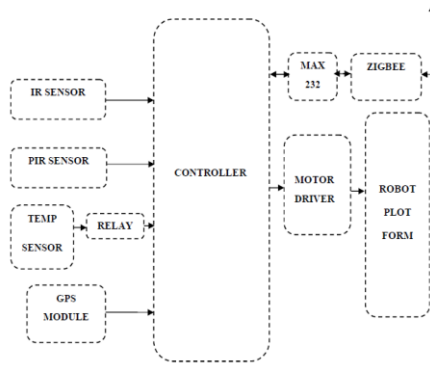 IR SENSOR
PIR SENSOR
TEMP
SENSOR
RELAY
GPS
MODULE
CONTROLLER
MAX
232
ZIGBEE
MOTOR
DRIVER
ROBOT
PLOT
FORM